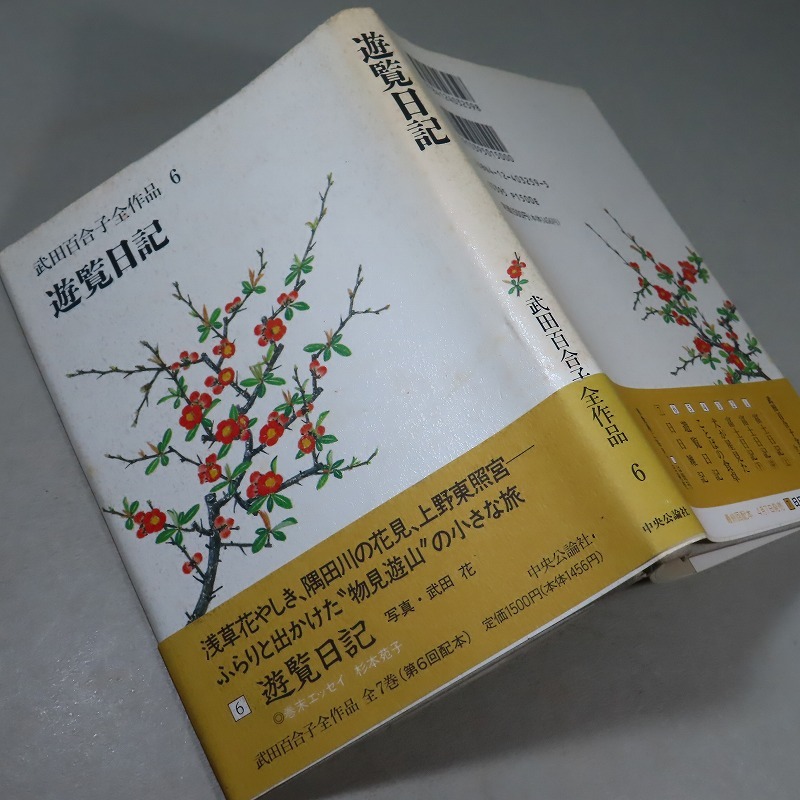 武田百合子全作品 6
遊覧日記
浅草花やしき、隅田川の花見、上野東照宮──
ふらりと出かけた〝物見遊山〟の小さな旅
6 遊覧日記 写真・武田 花
◎巻末エッセイ 杉本苑子
武田百合子全作品 全7巻(第6回配本)
中央公論社・
定価1500円(本体1456円)
遊覧日記
武田百合子全作品
6
中央公論社